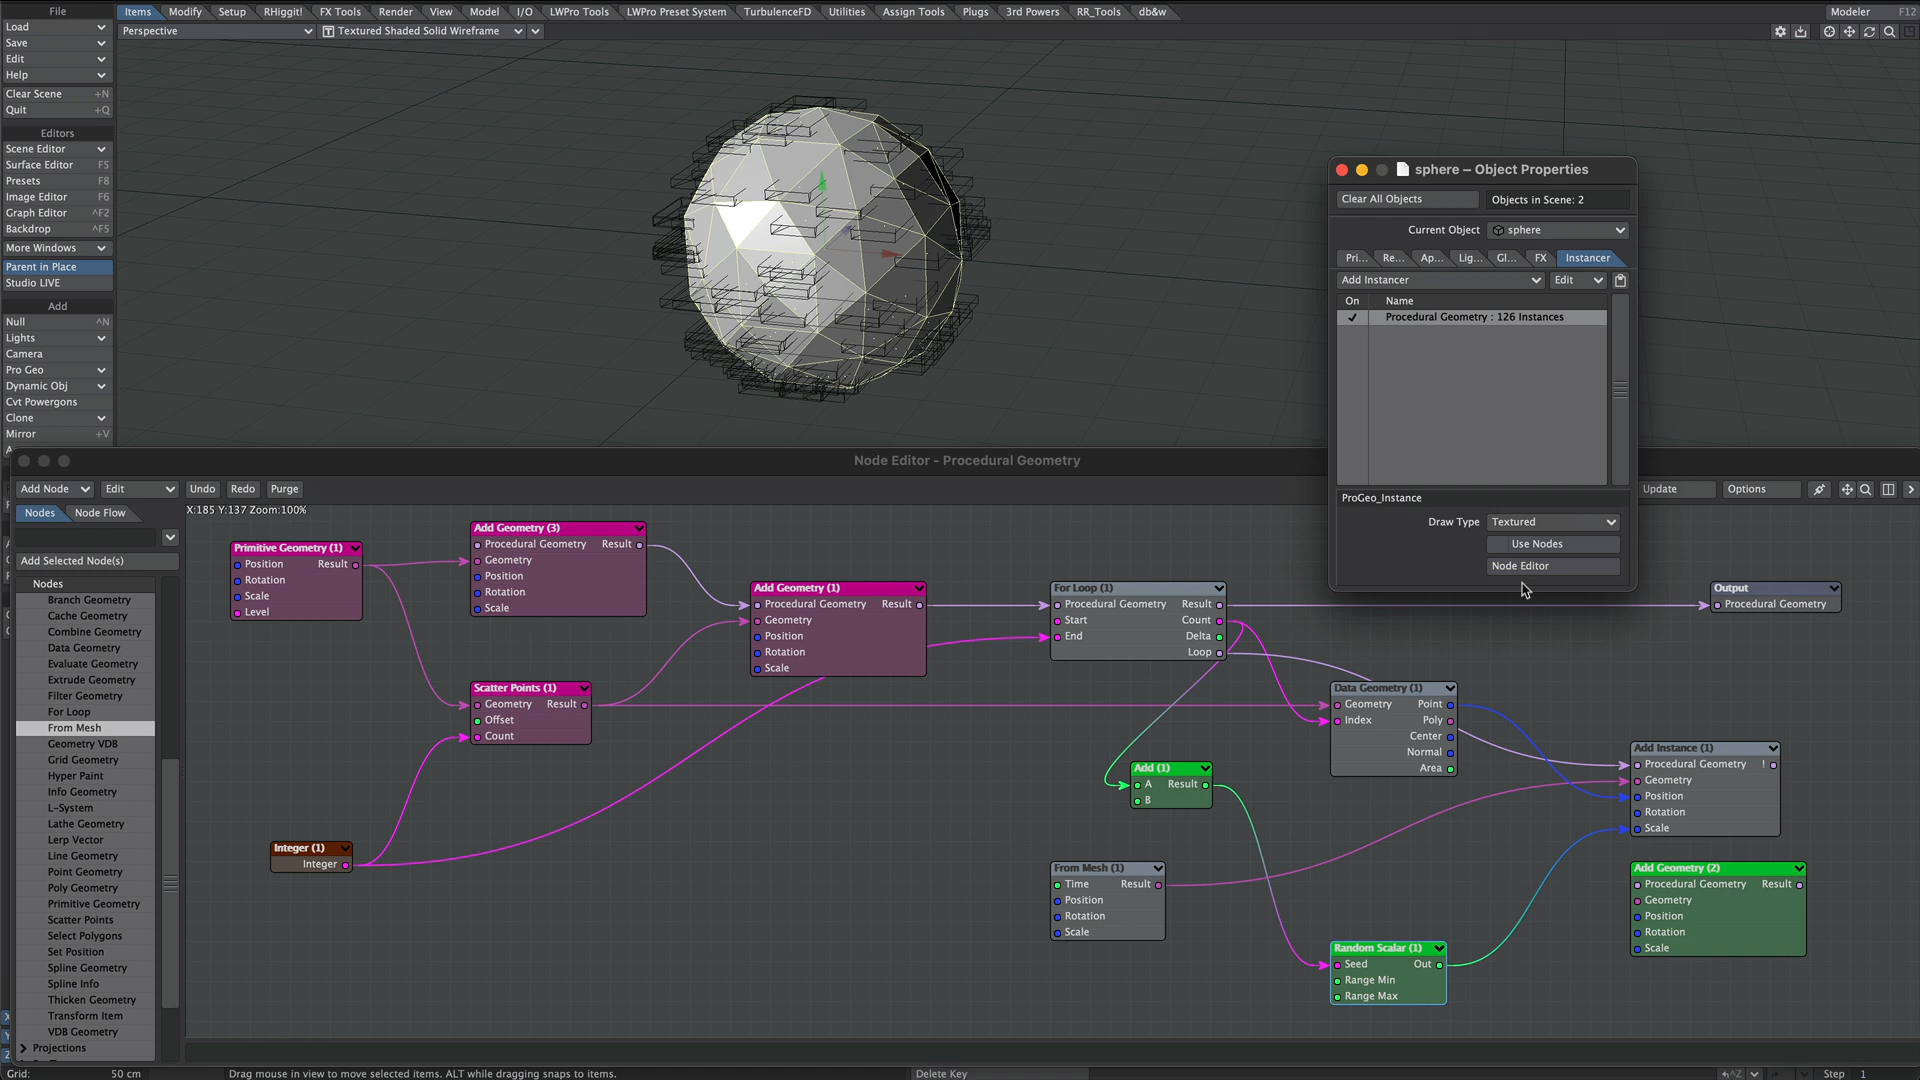 File
Items Modify Setup RHiggit! FX Tools Render View Model I/O LWPro Tools LWPro Preset System TurbulenceFD Utilities Assign Tools Plugs 3rd Powers RR_Tools db&w
Modeler F12
Load
Perspective
Textured Shaded Solid Wireframe
Save
Edit
Help
Clear Scene +N
Quit +Q
Editors
Scene Editor
Surface Editor F5
Presets F8
Image Editor F6
Graph Editor ^F2
Backdrop ^F5
More Windows
Parent in Place
Studio LIVE
Add
Null ^N
Lights
Camera
Pro Geo
Dynamic Obj
Cvt Powergons
Clone
Mirror +V
sphere – Object Properties
Clear All Objects
Objects in Scene: 2
Current Object sphere
Pri... Re... Ap... Lig... Gl... FX Instancer
Add Instancer Edit
On Name
Procedural Geometry : 126 Instances
ProGeo_Instance
Draw Type Textured
Use Nodes
Node Editor
Node Editor - Procedural Geometry
Add Node Edit Undo Redo Purge
Update Options
Nodes Node Flow
X:185 Y:137 Zoom:100%
Add Selected Node(s)
Nodes
Branch Geometry
Cache Geometry
Combine Geometry
Data Geometry
Evaluate Geometry
Extrude Geometry
Filter Geometry
For Loop
From Mesh
Geometry VDB
Grid Geometry
Hyper Paint
Info Geometry
L-System
Lathe Geometry
Lerp Vector
Line Geometry
Point Geometry
Poly Geometry
Primitive Geometry
Scatter Points
Select Polygons
Set Position
Spline Geometry
Spline Info
Thicken Geometry
Transform Item
VDB Geometry
Projections
Primitive Geometry (1)
Position Result
Rotation
Scale
Level
Add Geometry (3)
Procedural Geometry Result
Geometry
Position
Rotation
Scale
Scatter Points (1)
Geometry Result
Offset
Count
Integer (1)
Integer
Add Geometry (1)
Procedural Geometry Result
Geometry
Position
Rotation
Scale
For Loop (1)
Procedural Geometry Result
Start Count
End Delta
Loop
Add (1)
A Result
B
From Mesh (1)
Time Result
Position
Rotation
Scale
Data Geometry (1)
Geometry Point
Index Poly
Center
Normal
Area
Random Scalar (1)
Seed Out
Range Min
Range Max
Output
Procedural Geometry
Add Instance (1)
Procedural Geometry !
Geometry
Position
Rotation
Scale
Add Geometry (2)
Procedural Geometry Result
Geometry
Position
Rotation
Scale
Grid: 50 cm
Drag mouse in view to move selected items. ALT while dragging snaps to items.
Delete Key
^Z
Step 1